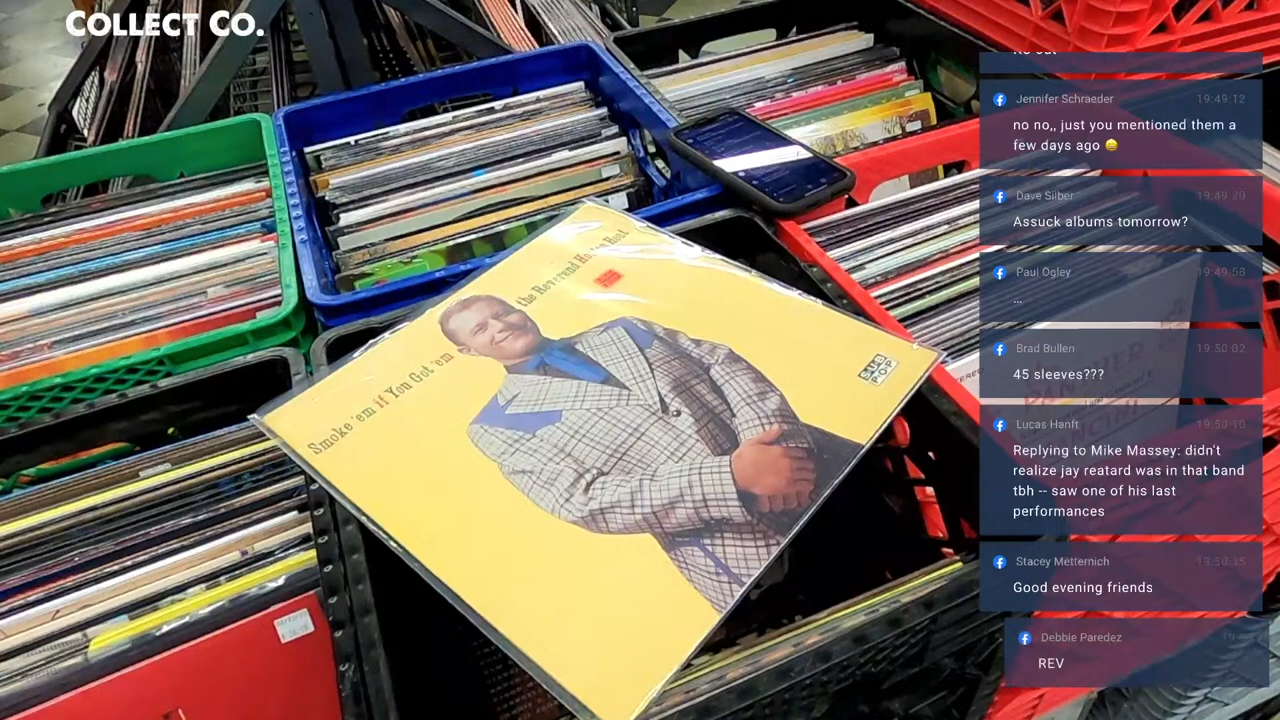 COLLECT CO.
Jennifer Schraeder 19:49:12
no no,, just you mentioned them a
few days ago 😄
Dave Silber 19:49:20
Assuck albums tomorrow?
Paul Ogley 19:49:58
...
Brad Bullen 19:50:02
45 sleeves???
Lucas Hanft 19:50:10
Replying to Mike Massey: didn't
realize jay reatard was in that band
tbh -- saw one of his last
performances
Stacey Metternich 19:50:35
Good evening friends
Debbie Paredez
REV
Smoke 'em if You Got 'em
the Reverend Horton Heat
SUB
POP